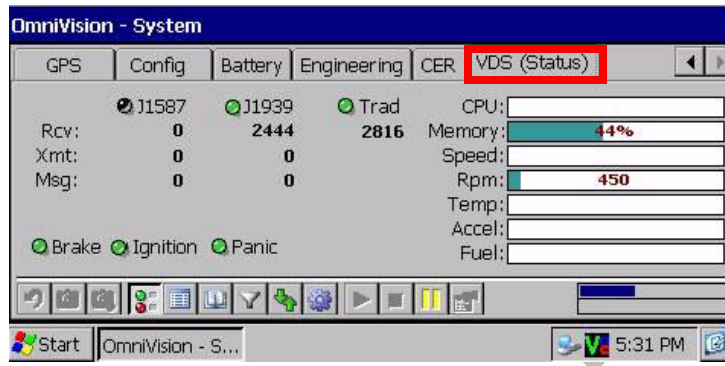 OmniVision - System
GPS Config Battery Engineering CER VDS (Status)
J1587 J1939 Trad CPU:
Rcv: 0 2444 2816 Memory: 44%
Xmt: 0 0 Speed:
Msg: 0 0 Rpm: 450
Temp:
Accel:
Brake Ignition Panic Fuel:
Start OmniVision - S... 5:31 PM